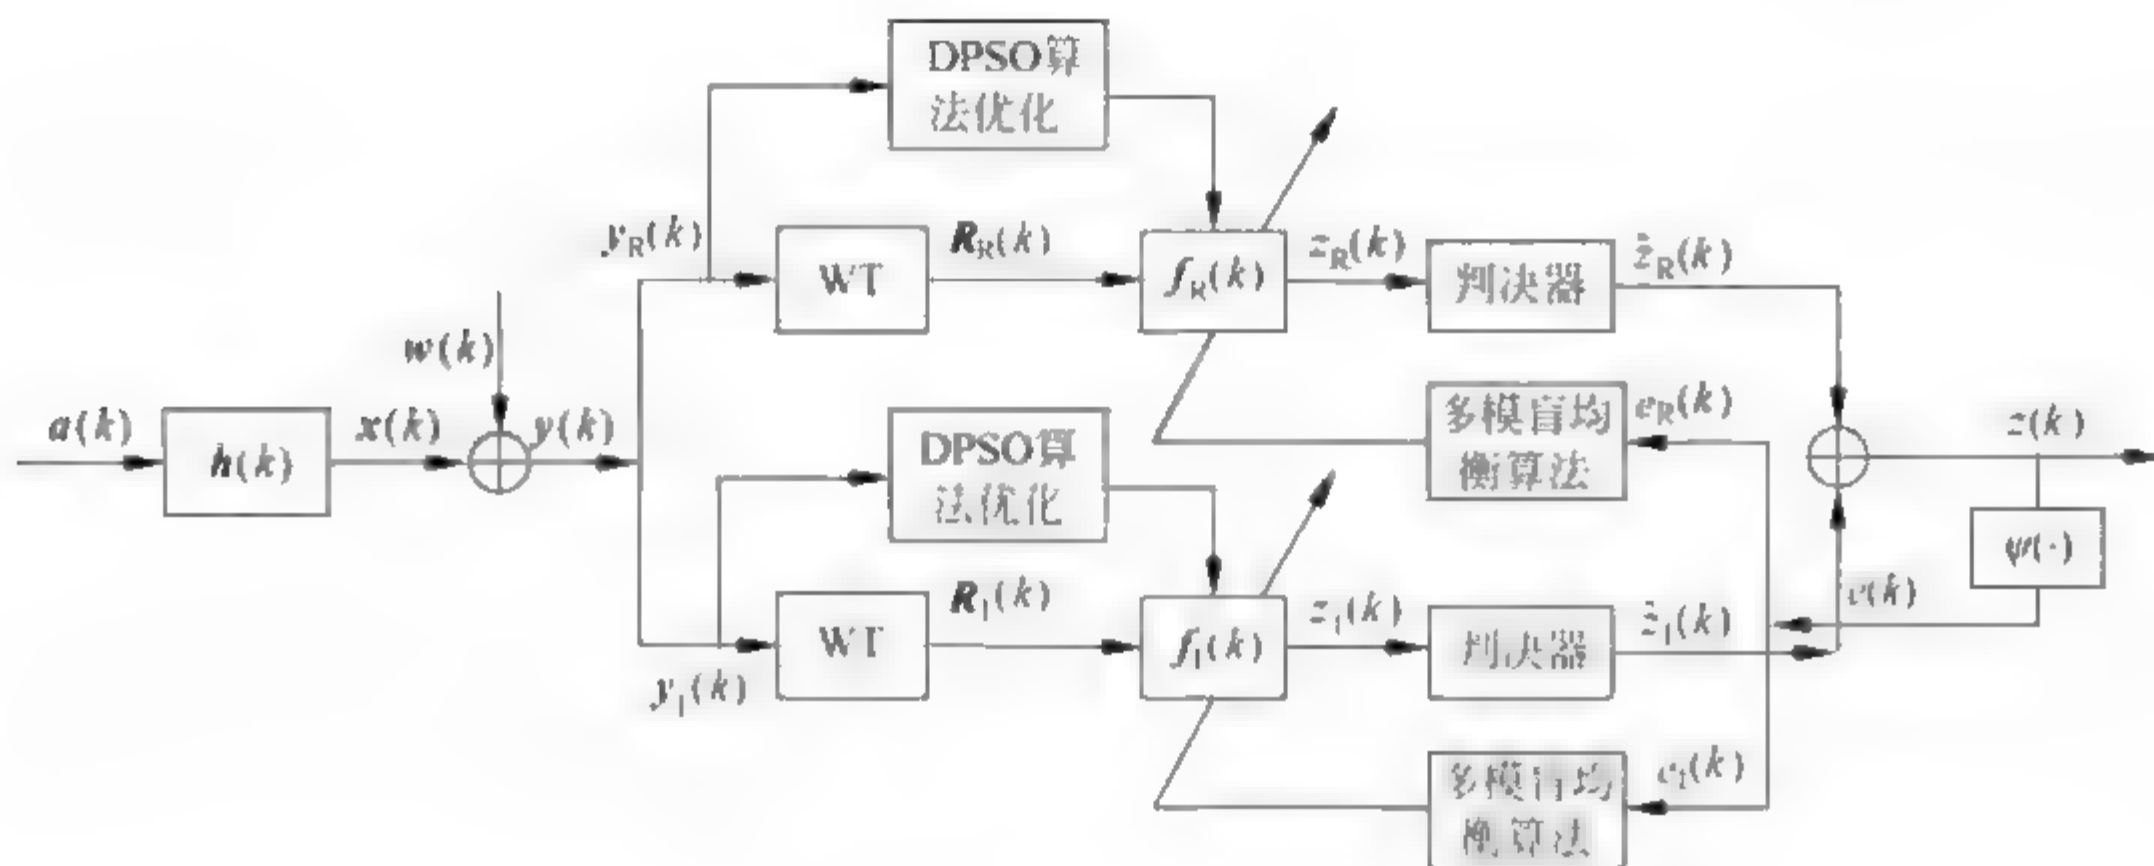 DPSO算
法优化
y_R(k)
WT
R_R(k)
f_R(k)
z_R(k)
判决器
ẑ_R(k)
w(k)
a(k)
h(k)
x(k)
y(k)
DPSO算
法优化
多模盲均
衡算法
e_R(k)
z(k)
ψ(·)
e(k)
y_I(k)
WT
R_I(k)
f_I(k)
z_I(k)
判决器
ẑ_I(k)
多模盲均
衡算法
e_I(k)